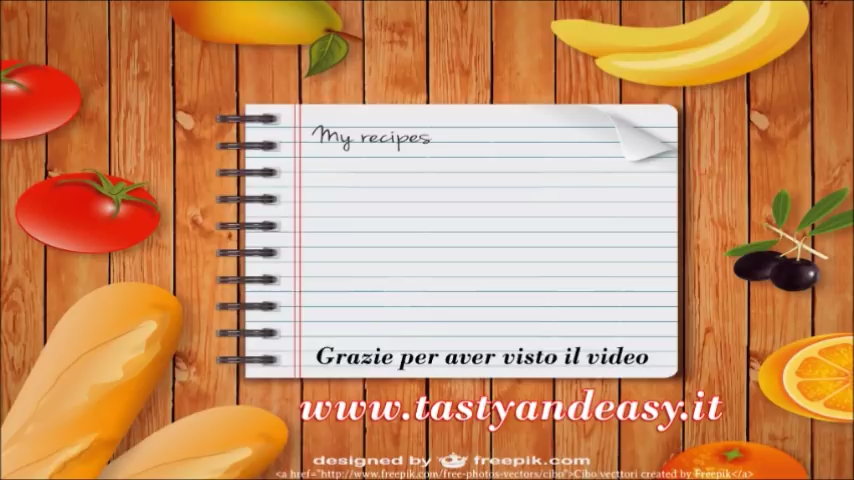 My recipes
Grazie per aver visto il video
www.tastyandeasy.it
designed by freepik.com
<a href="http://www.freepik.com/free-photos-vectors/cibo">Cibo vecttori created by Freepik</a>